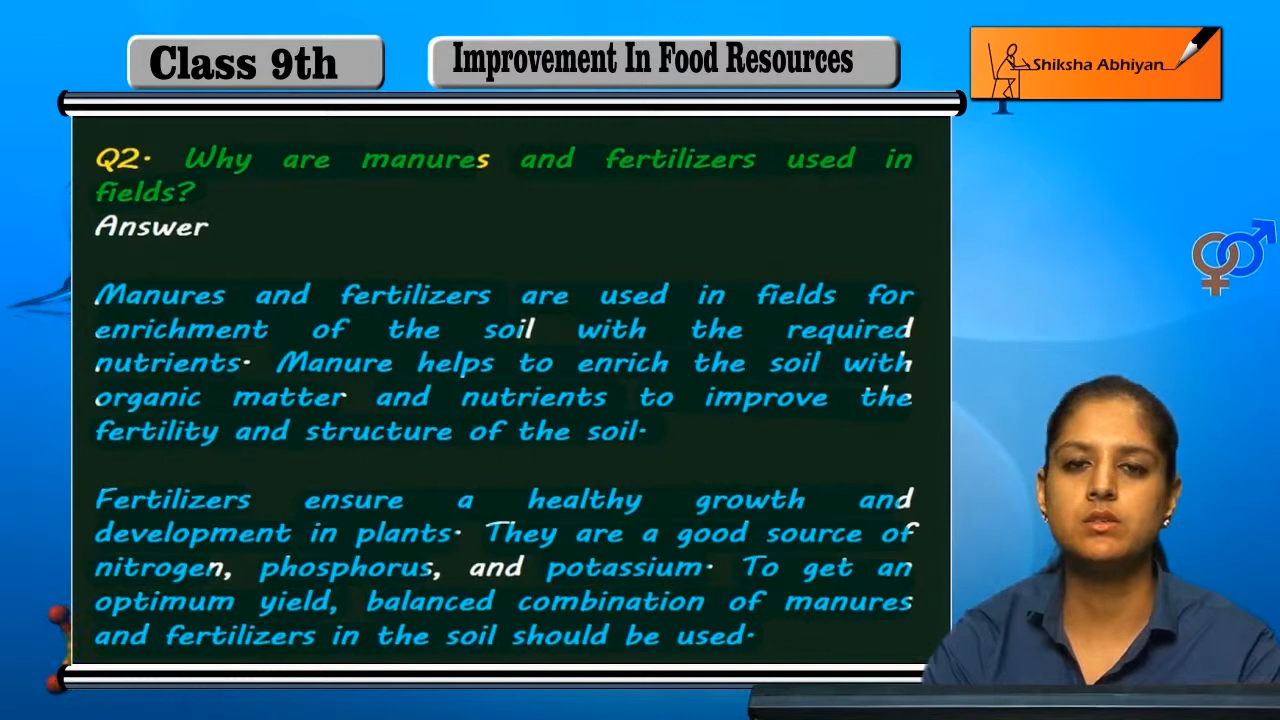 Class 9th
Improvement In Food Resources
Shiksha Abhiyan
Q2. Why are manures and fertilizers used in
fields?
Answer
Manures and fertilizers are used in fields for
enrichment of the soil with the required
nutrients. Manure helps to enrich the soil with
organic matter and nutrients to improve the
fertility and structure of the soil.
Fertilizers ensure a healthy growth and
development in plants. They are a good source of
nitrogen, phosphorus, and potassium. To get an
optimum yield, balanced combination of manures
and fertilizers in the soil should be used.